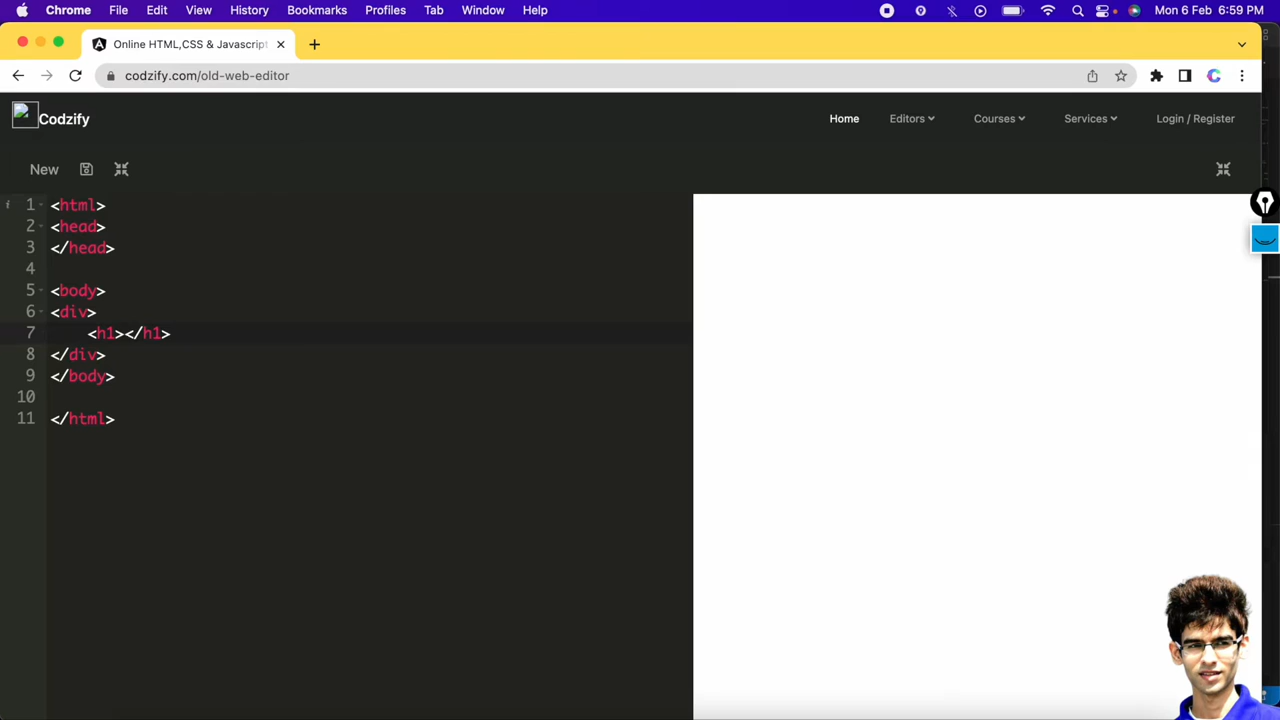 Chrome File Edit View History Bookmarks Profiles Tab Window Help Mon 6 Feb 6:59 PM
Online HTML,CSS & Javascript
codzify.com/old-web-editor
Codzify Home Editors Courses Services Login / Register
New
1 <html>
2 <head>
3 </head>
4
5 <body>
6 <div>
7 <h1></h1>
8 </div>
9 </body>
10
11 </html>